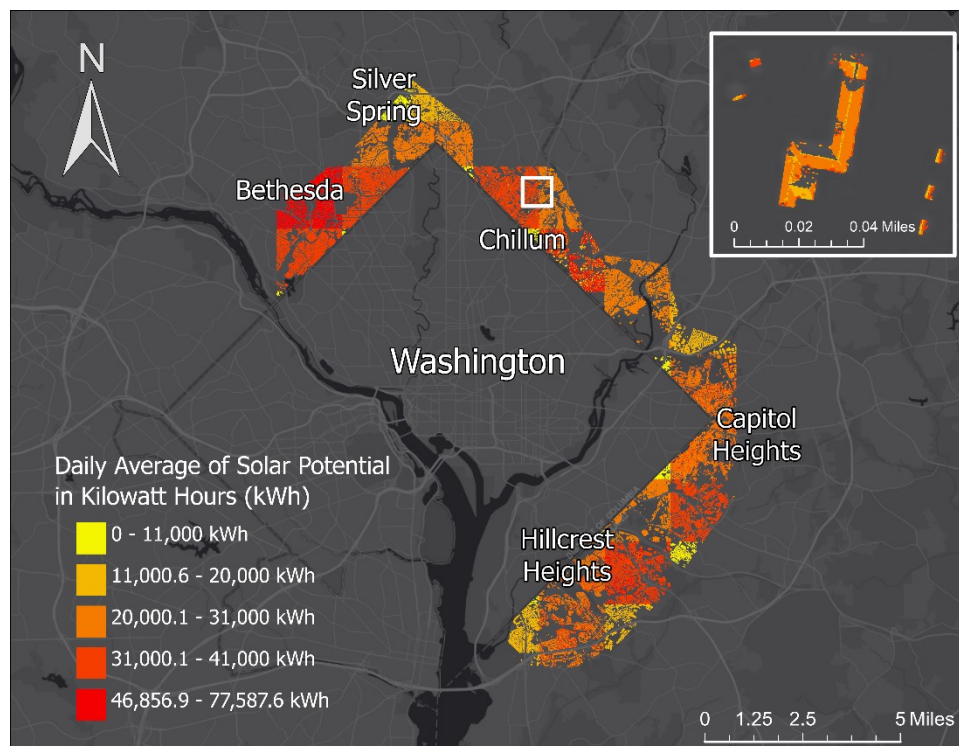 N
Silver
Spring
Bethesda
Chillum
Washington
Capitol
Heights
Hillcrest
Heights
0 0.02 0.04 Miles
Daily Average of Solar Potential
in Kilowatt Hours (kWh)
0 - 11,000 kWh
11,000.6 - 20,000 kWh
20,000.1 - 31,000 kWh
31,000.1 - 41,000 kWh
46,856.9 - 77,587.6 kWh
0 1.25 2.5 5 Miles